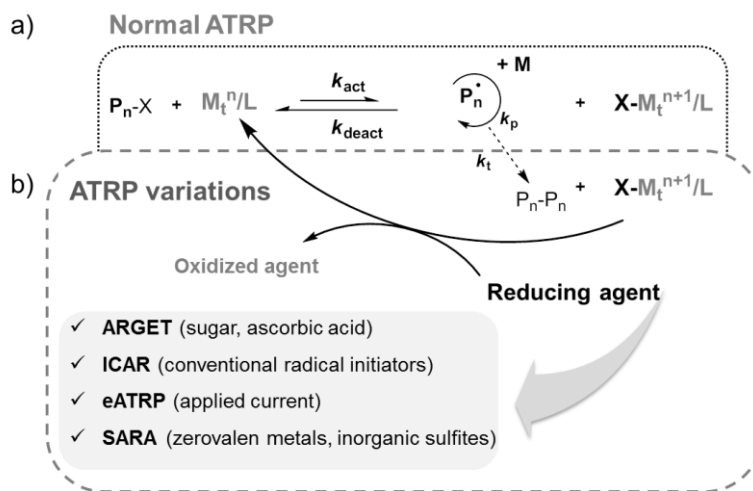 a) Normal ATRP
+ M
Pn-X + Mtⁿ/L kact Pn• + X-Mtⁿ⁺¹/L
kdeact kp
kt
b) ATRP variations
Pn-Pn + X-Mtⁿ⁺¹/L
Oxidized agent
Reducing agent
✓ ARGET (sugar, ascorbic acid)
✓ ICAR (conventional radical initiators)
✓ eATRP (applied current)
✓ SARA (zerovalen metals, inorganic sulfites)